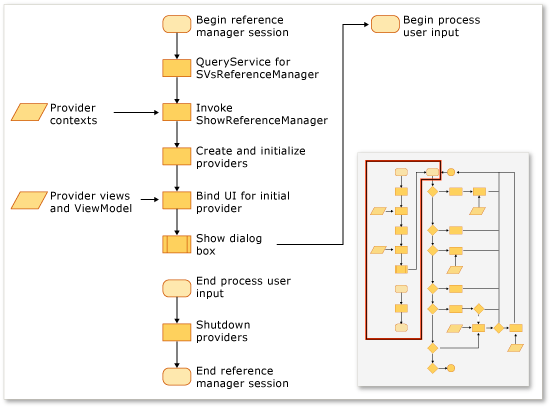 Begin reference
manager session
Begin process
user input
QueryService for
SVsReferenceManager
Provider
contexts
Invoke
ShowReferenceManager
Create and initialize
providers
Provider views
and ViewModel
Bind UI for initial
provider
Show dialog
box
End process user
input
Shutdown
providers
End reference
manager session